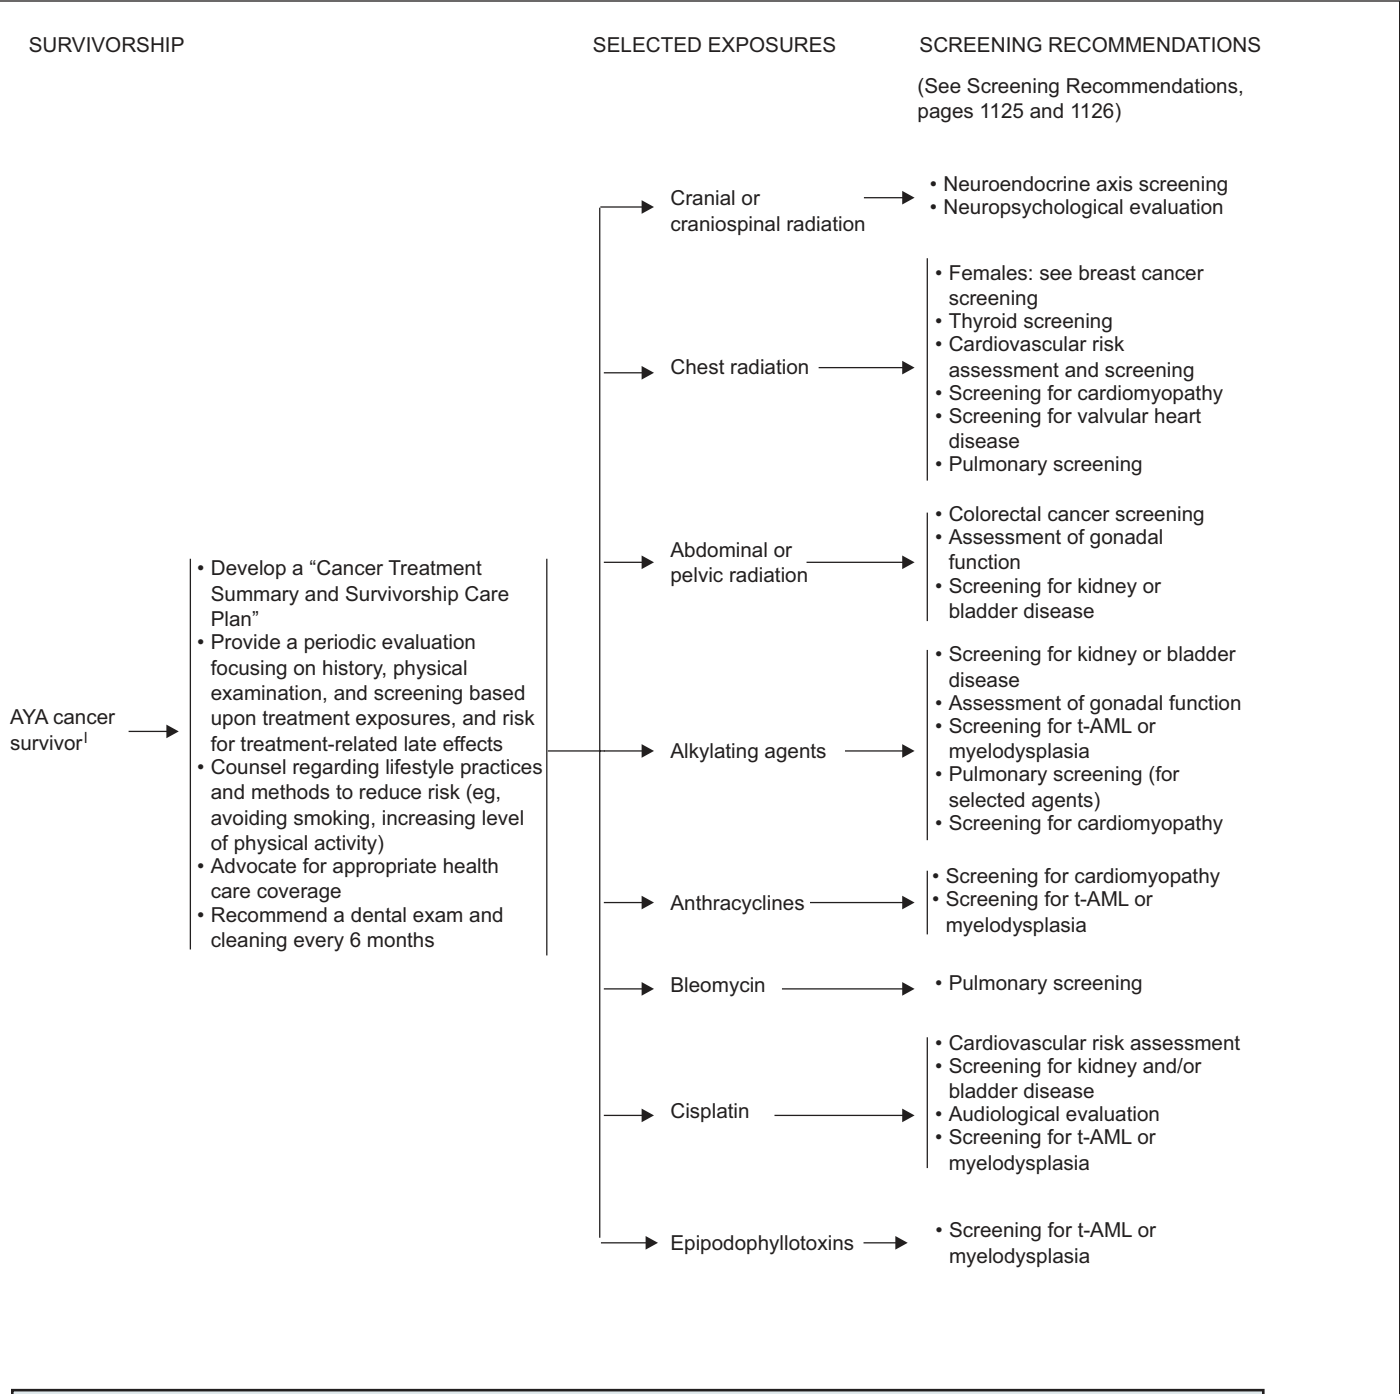 SURVIVORSHIP
SELECTED EXPOSURES
SCREENING RECOMMENDATIONS
(See Screening Recommendations,
pages 1125 and 1126)
AYA cancer
survivorˡ
• Develop a “Cancer Treatment
Summary and Survivorship Care
Plan”
• Provide a periodic evaluation
focusing on history, physical
examination, and screening based
upon treatment exposures, and risk
for treatment-related late effects
• Counsel regarding lifestyle practices
and methods to reduce risk (eg,
avoiding smoking, increasing level
of physical activity)
• Advocate for appropriate health
care coverage
• Recommend a dental exam and
cleaning every 6 months
Cranial or
craniospinal radiation
• Neuroendocrine axis screening
• Neuropsychological evaluation
Chest radiation
• Females: see breast cancer
screening
• Thyroid screening
• Cardiovascular risk
assessment and screening
• Screening for cardiomyopathy
• Screening for valvular heart
disease
• Pulmonary screening
Abdominal or
pelvic radiation
• Colorectal cancer screening
• Assessment of gonadal
function
• Screening for kidney or
bladder disease
Alkylating agents
• Screening for kidney or bladder
disease
• Assessment of gonadal function
• Screening for t-AML or
myelodysplasia
• Pulmonary screening (for
selected agents)
• Screening for cardiomyopathy
Anthracyclines
• Screening for cardiomyopathy
• Screening for t-AML or
myelodysplasia
Bleomycin
• Pulmonary screening
Cisplatin
• Cardiovascular risk assessment
• Screening for kidney and/or
bladder disease
• Audiological evaluation
• Screening for t-AML or
myelodysplasia
Epipodophyllotoxins
• Screening for t-AML or
myelodysplasia